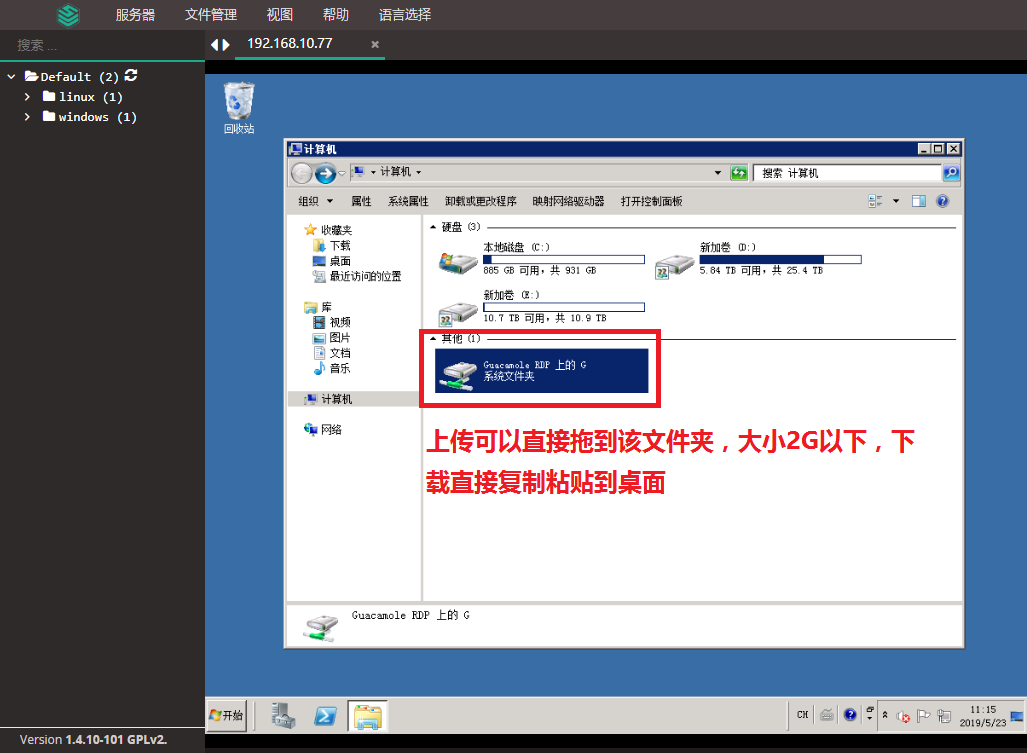 服务器 文件管理 视图 帮助 语言选择
搜索 ...
192.168.10.77 ×
Default (2)
linux (1)
windows (1)
回收站
计算机
计算机
搜索 计算机
组织 属性 系统属性 卸载或更改程序 映射网络驱动器 打开控制面板
收藏夹
下载
桌面
最近访问的位置
库
视频
图片
文档
音乐
计算机
网络
硬盘 (3)
本地磁盘 (C:)
885 GB 可用，共 931 GB
新加卷 (D:)
5.84 TB 可用，共 25.4 TB
新加卷 (E:)
10.7 TB 可用，共 10.9 TB
其他 (1)
Guacamole RDP 上的 G
系统文件夹
上传可以直接拖到该文件夹，大小2G以下，下
载直接复制粘贴到桌面
Guacamole RDP 上的 G
开始
CH
11:15
2019/5/23
Version 1.4.10-101 GPLv2.